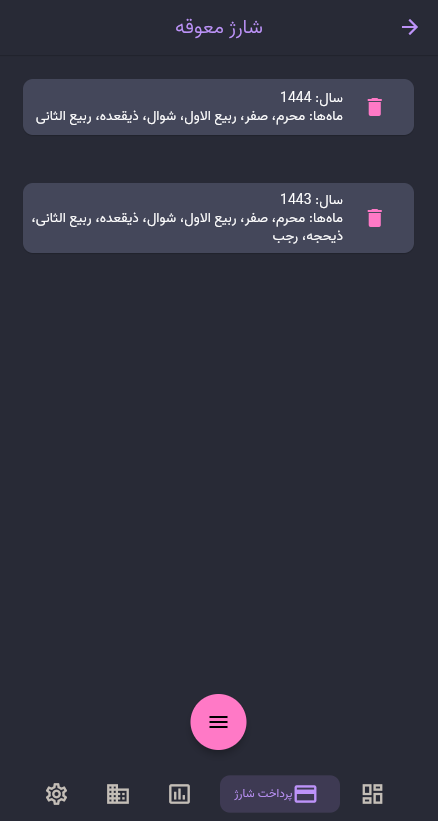 شارژ معوقه
سال: 1444
ماه‌ها: محرم، صفر، ربیع الاول، شوال، ذیقعده، ربیع الثانی
سال: 1443
ماه‌ها: محرم، صفر، ربیع الاول، شوال، ذیقعده، ربیع الثانی،
ذیحجه، رجب
پرداخت شارژ